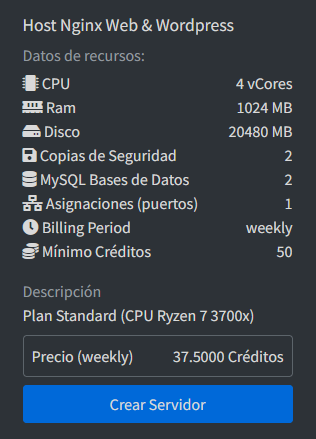 Host Nginx Web & Wordpress
Datos de recursos:
CPU 4 vCores
Ram 1024 MB
Disco 20480 MB
Copias de Seguridad 2
MySQL Bases de Datos 2
Asignaciones (puertos) 1
Billing Period weekly
Mínimo Créditos 50
Descripción
Plan Standard (CPU Ryzen 7 3700x)
Precio (weekly) 37.5000 Créditos
Crear Servidor